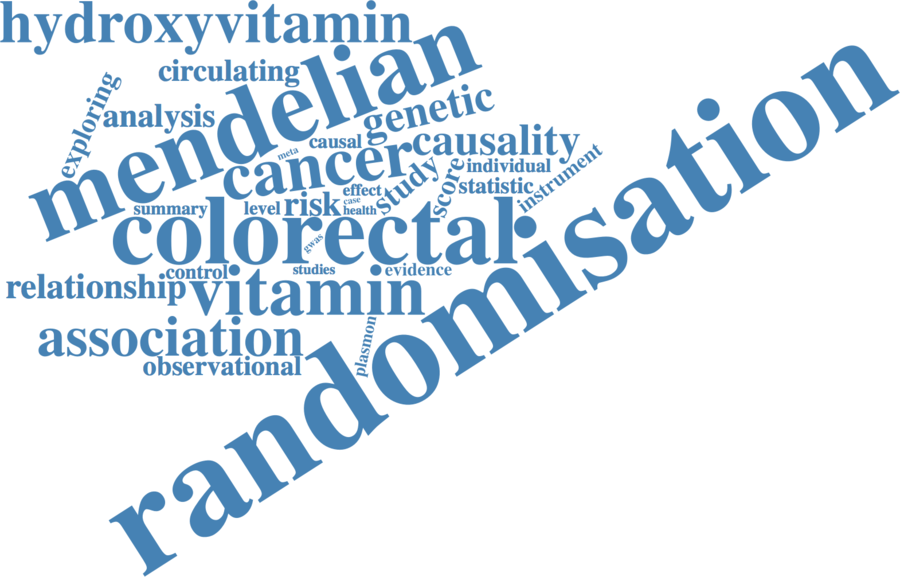 hydroxyvitamin
mendelian
circulating
exploring
analysis
genetic
randomisation
causal
causality
meta
cancer
individual
study
score
statistic
instrument
effect
case
summary
level
risk
health
colorectal
gwas
control
studies
evidence
relationship
vitamin
association
plasmon
observational